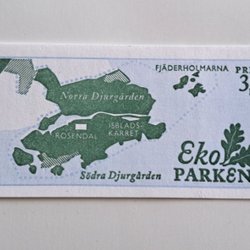 FJÄDERHOLMARNA
Norra Djurgården
ROSENDAL
ISBLADS-
KÄRRET
Eko
PARKEN
Södra Djurgården